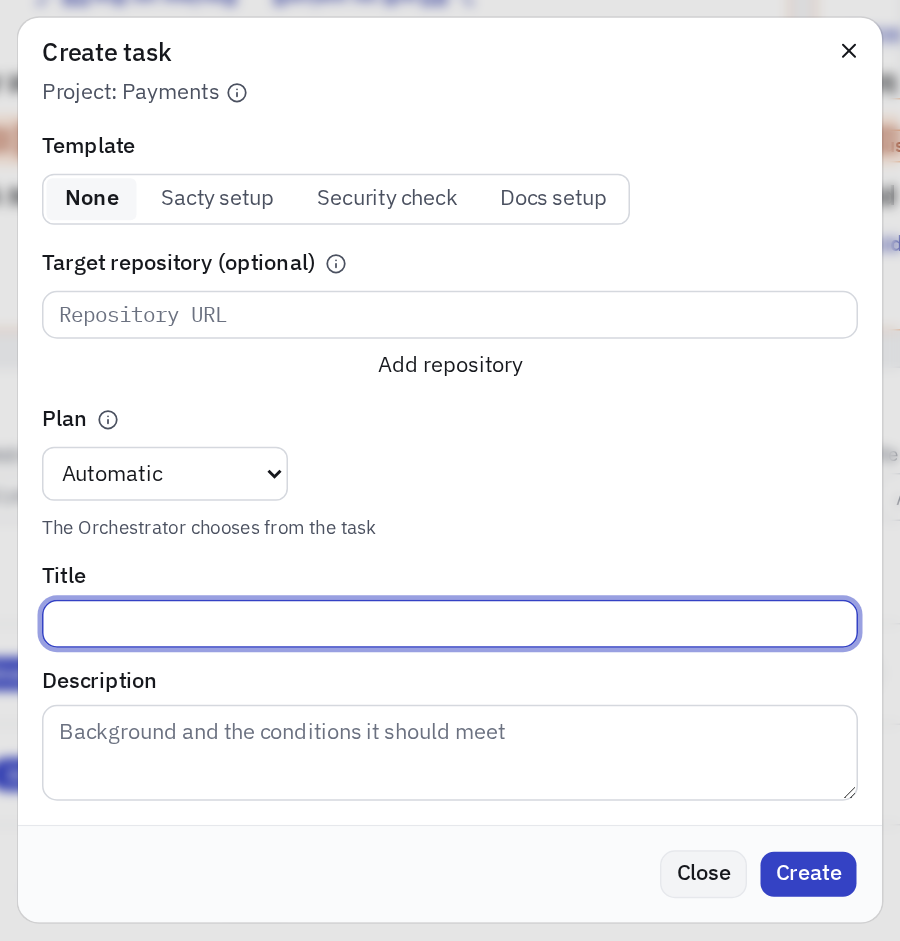 Create task
Project: Payments
Template
None Sacty setup Security check Docs setup
Target repository (optional)
Repository URL
Add repository
Plan
Automatic
The Orchestrator chooses from the task
Title
Description
Background and the conditions it should meet
Close Create